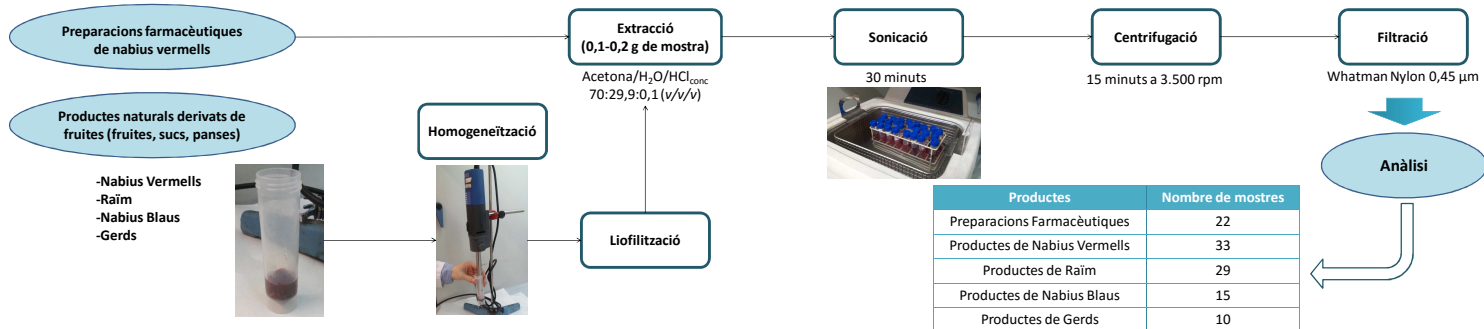 Preparacions farmacèutiques
de nabius vermells
Extracció
(0,1-0,2 g de mostra)
Acetona/H₂O/HCl<sub>conc</sub>
70:29,9:0,1 (v/v/v)
Sonicació
30 minuts
Centrifugació
15 minuts a 3.500 rpm
Filtració
Whatman Nylon 0,45 µm
Productes naturals derivats de
fruites (fruites, sucs, panses)
-Nabius Vermells
-Raïm
-Nabius Blaus
-Gerds
Homogeneïtzació
Liofilització
Anàlisi
Productes Nombre de mostres
Preparacions Farmacèutiques 22
Productes de Nabius Vermells 33
Productes de Raïm 29
Productes de Nabius Blaus 15
Productes de Gerds 10